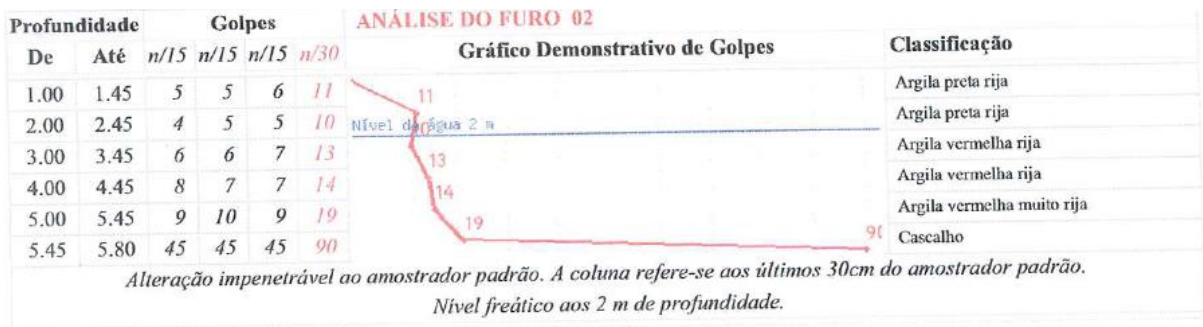 ANÁLISE DO FURO 02
Profundidade Golpes Gráfico Demonstrativo de Golpes Classificação
De Até n/15 n/15 n/15 n/30
1.00 1.45 5 5 6 11 Argila preta rija
2.00 2.45 4 5 5 10 Argila preta rija
3.00 3.45 6 6 7 13 Argila vermelha rija
4.00 4.45 8 7 7 14 Argila vermelha rija
5.00 5.45 9 10 9 19 Argila vermelha muito rija
5.45 5.80 45 45 45 90 Cascalho
11
Nível da água 2 m
13
14
19
90
Alteração impenetrável ao amostrador padrão. A coluna refere-se aos últimos 30cm do amostrador padrão.
Nível freático aos 2 m de profundidade.